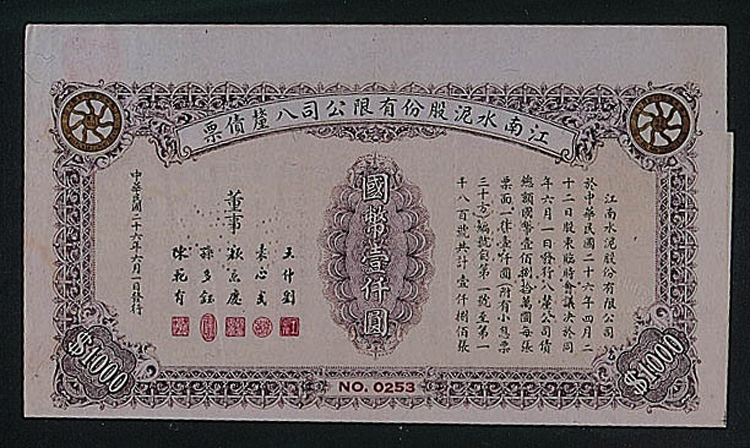 江南水泥股份有限公司八釐債票
江南水泥股份有限公司
於中華民國二十六年四月二
十二日股東臨時會議決於同
年六月一日發行八釐公司債
總額國幣壹佰捌拾萬圓每張
票面一律壹仟圓(附有小息票
三十方)編號自第一號至第一
千八百號共計壹仟捌佰張
國幣壹仟圓
董事
王仲劉
袁心武
顏惠慶
孫多鈺
陳範有
中華民國二十六年六月一日發行
$1000
$1000
NO. 0253